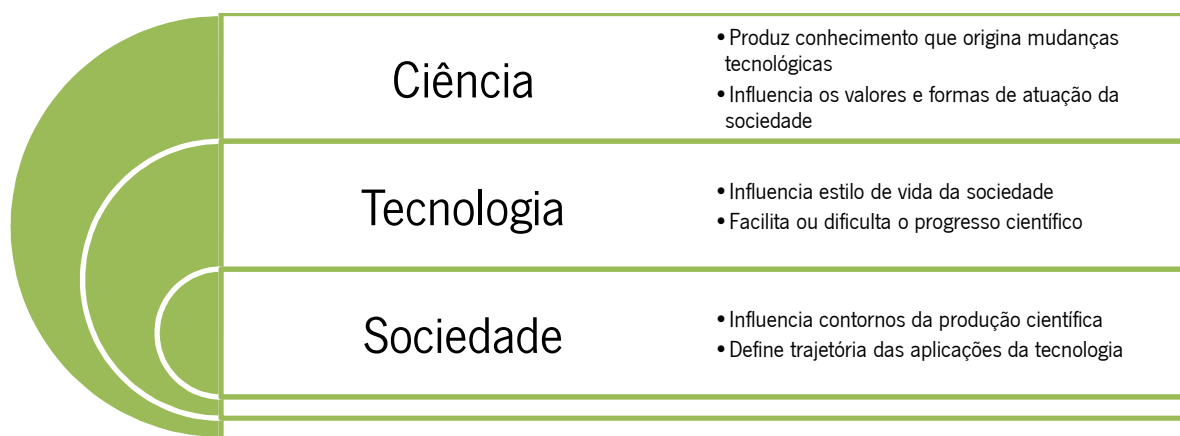 Ciência
• Produz conhecimento que origina mudanças
tecnológicas
• Influencia os valores e formas de atuação da
sociedade
Tecnologia
• Influencia estilo de vida da sociedade
• Facilita ou dificulta o progresso científico
Sociedade
• Influencia contornos da produção científica
• Define trajetória das aplicações da tecnologia